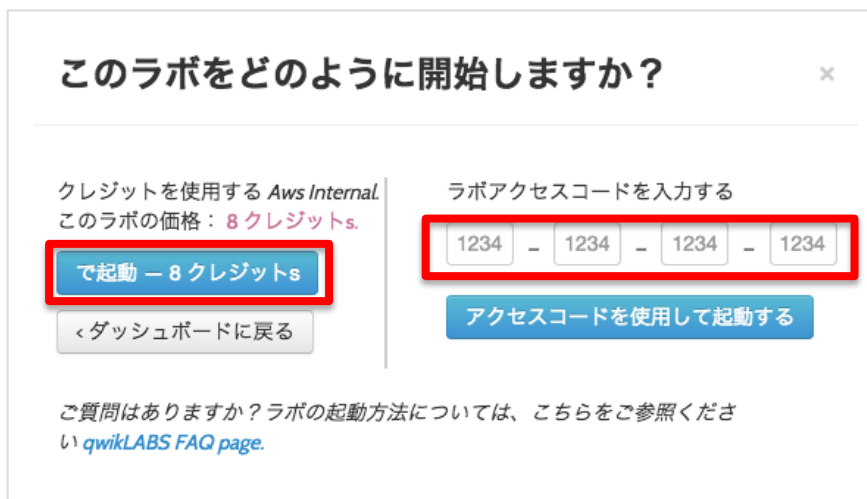 このラボをどのように開始しますか？
×
クレジットを使用する Aws Internal.
このラボの価格： 8 クレジットs.
で起動 — 8 クレジットs
‹ダッシュボードに戻る
ラボアクセスコードを入力する
1234 - 1234 - 1234 - 1234
アクセスコードを使用して起動する
ご質問はありますか？ラボの起動方法については、こちらをご参照くださ
い qwikLABS FAQ page.